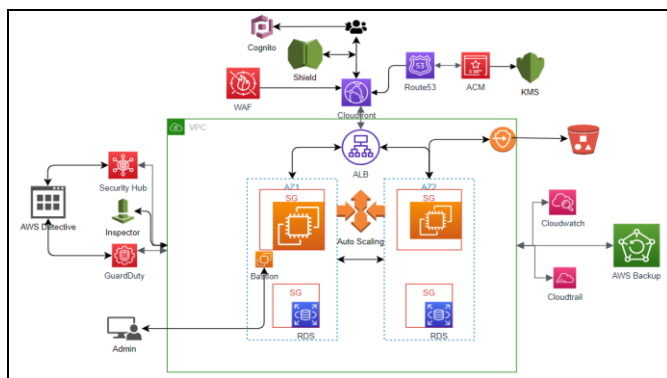 Cognito
Shield
53
WAF
Cloudfront
Route53
ACM
KMS
VPC
ALB
AZ1
AZ2
SG
SG
Security Hub
AWS Detective
Inspector
GuardDuty
Auto Scaling
Bastion
Cloudwatch
AWS Backup
Cloudtrail
SG
SG
RDS
RDS
Admin